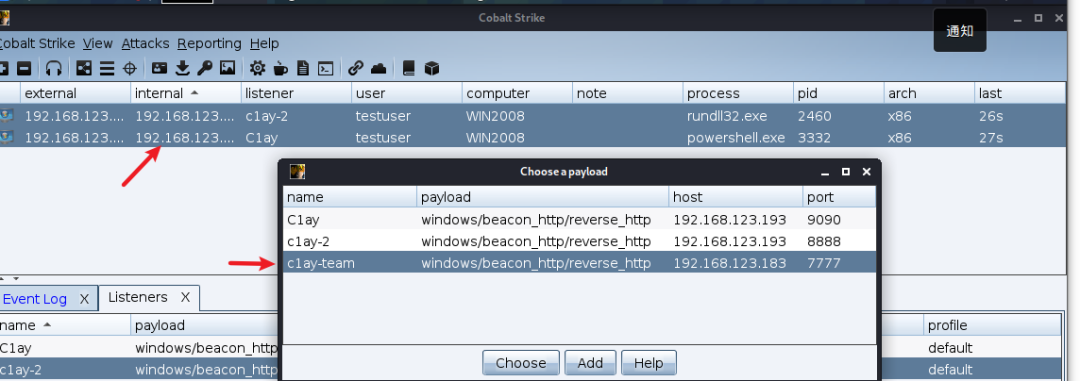 Cobalt Strike
通知
Cobalt Strike View Attacks Reporting Help
external internal listener user computer note process pid arch last
192.168.123.... 192.168.123.... c1ay-2 testuser WIN2008 rundll32.exe 2460 x86 26s
192.168.123.... 192.168.123.... C1ay testuser WIN2008 powershell.exe 3332 x86 27s
Choose a payload
name payload host port
C1ay windows/beacon_http/reverse_http 192.168.123.193 9090
c1ay-2 windows/beacon_http/reverse_http 192.168.123.193 8888
c1ay-team windows/beacon_http/reverse_http 192.168.123.183 7777
Event Log X Listeners X
name payload profile
C1ay windows/beacon_http default
c1ay-2 windows/beacon_http default
Choose Add Help